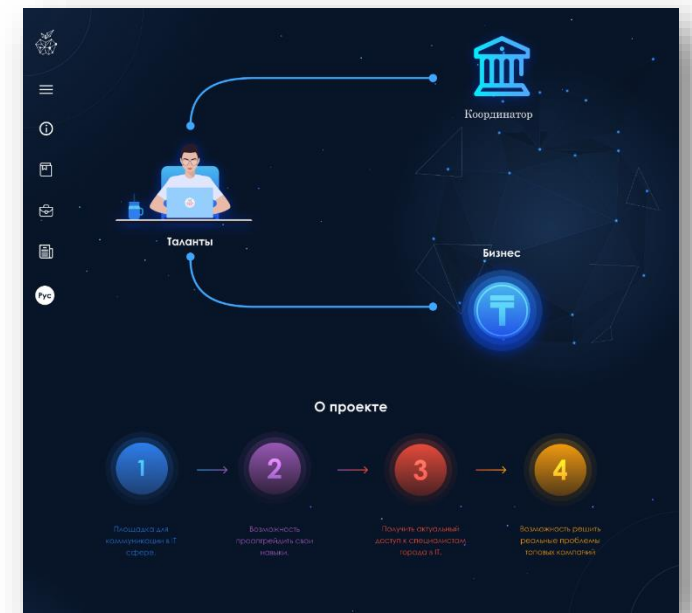 Координатор
Таланты
Бизнес
Рус
О проекте
1
2
3
4
Площадка для
коммуникации в IT
сфере.
Возможность
проапгрейдить свои
навыки.
Получить актуальный
доступ к специалистам
города в IT.
Возможность решить
реальные проблемы
топовых компаний